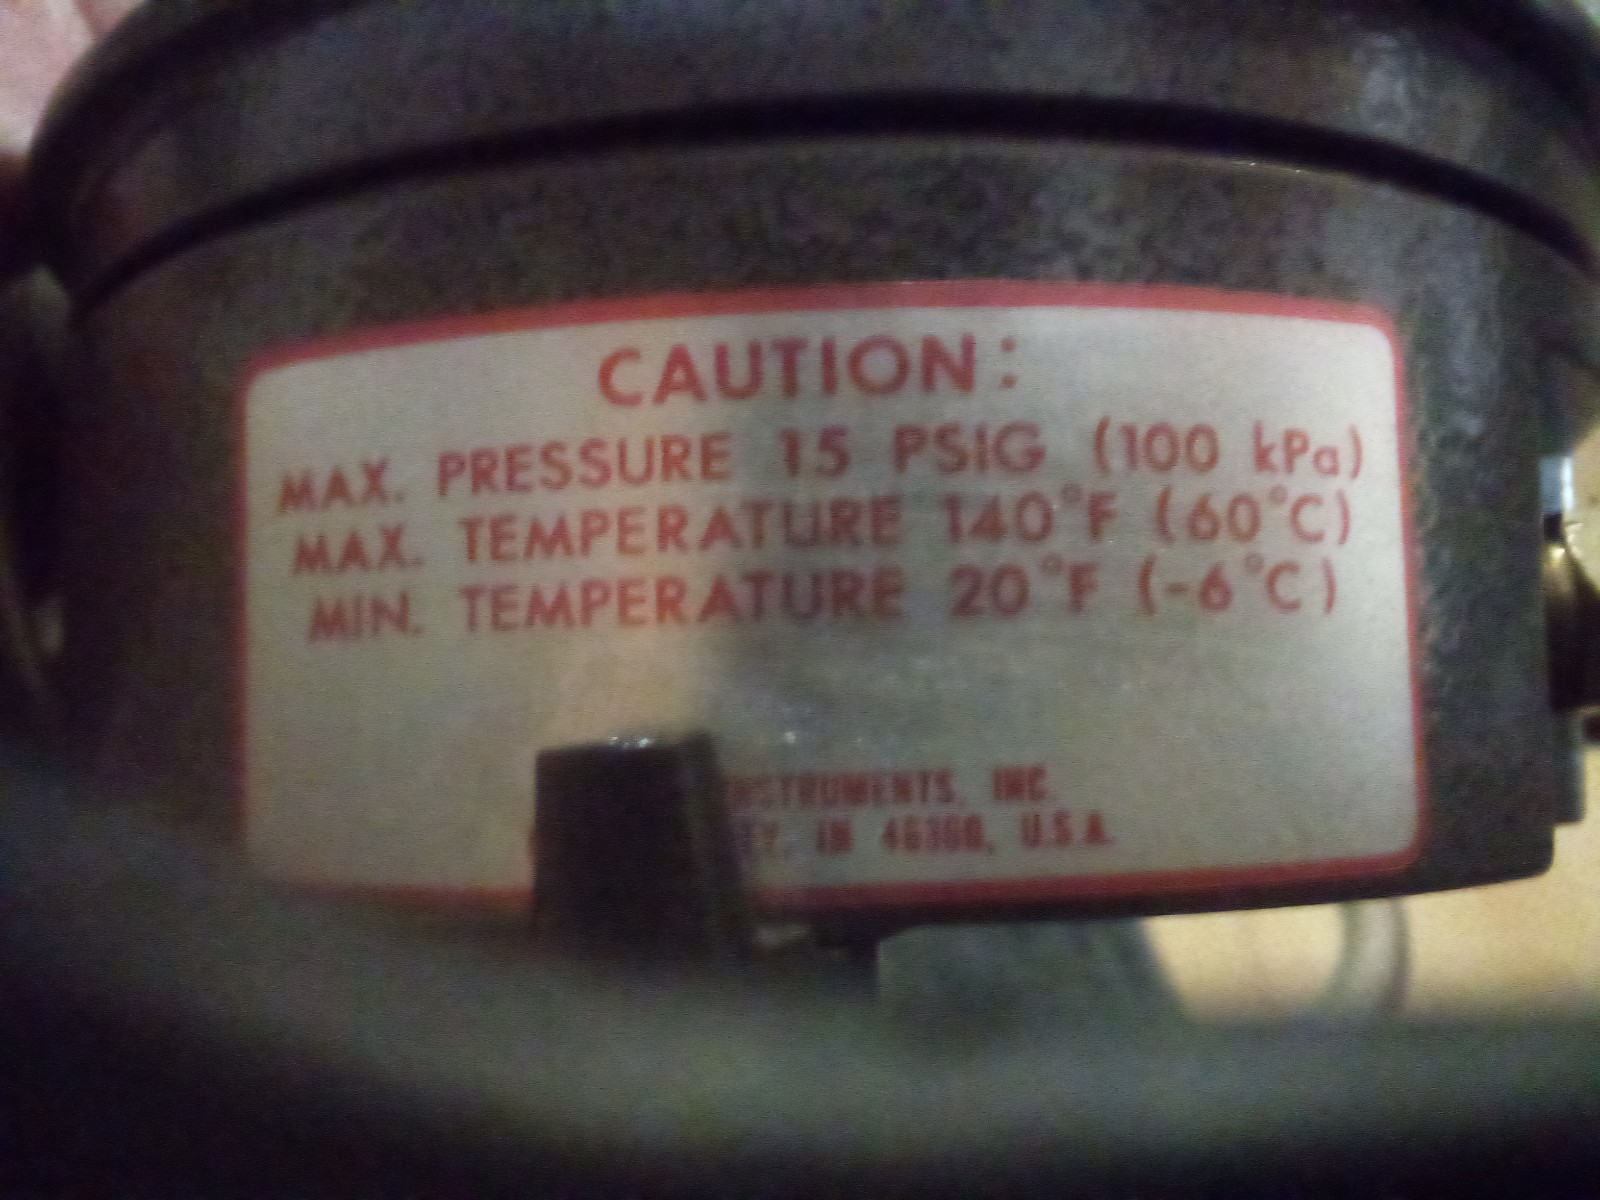 CAUTION:
MAX. PRESSURE 15 PSIG (100 kPa)
MAX. TEMPERATURE 140°F (60°C)
MIN. TEMPERATURE 20°F (-6°C)
INSTRUMENTS, INC.
IN 46360, U.S.A.